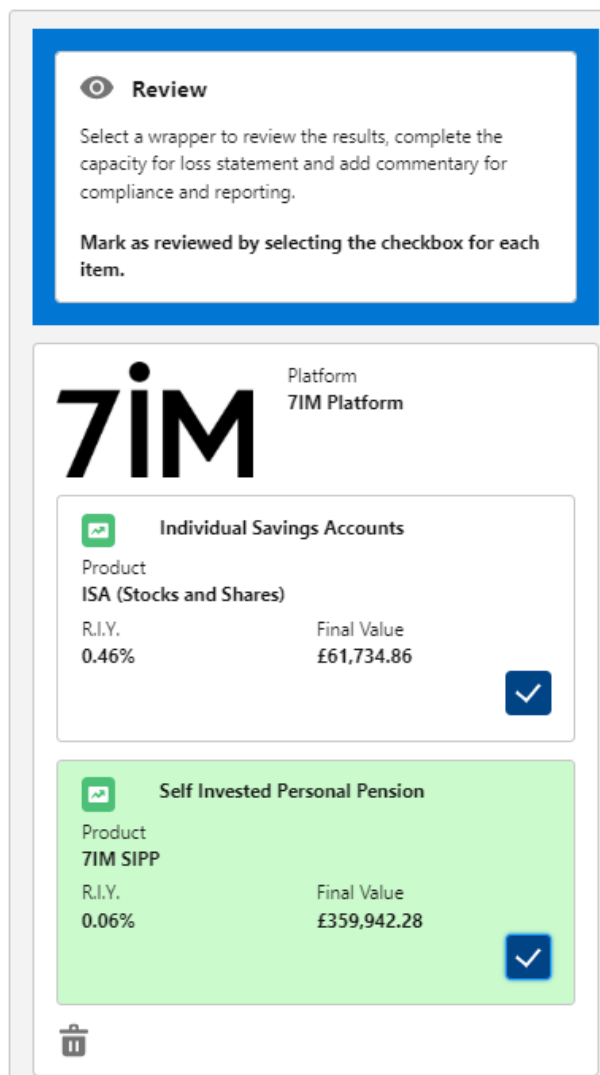 Review
Select a wrapper to review the results, complete the
capacity for loss statement and add commentary for
compliance and reporting.
Mark as reviewed by selecting the checkbox for each
item.
7iM
Platform
7IM Platform
Individual Savings Accounts
Product
ISA (Stocks and Shares)
R.I.Y. Final Value
0.46% £61,734.86
Self Invested Personal Pension
Product
7IM SIPP
R.I.Y. Final Value
0.06% £359,942.28